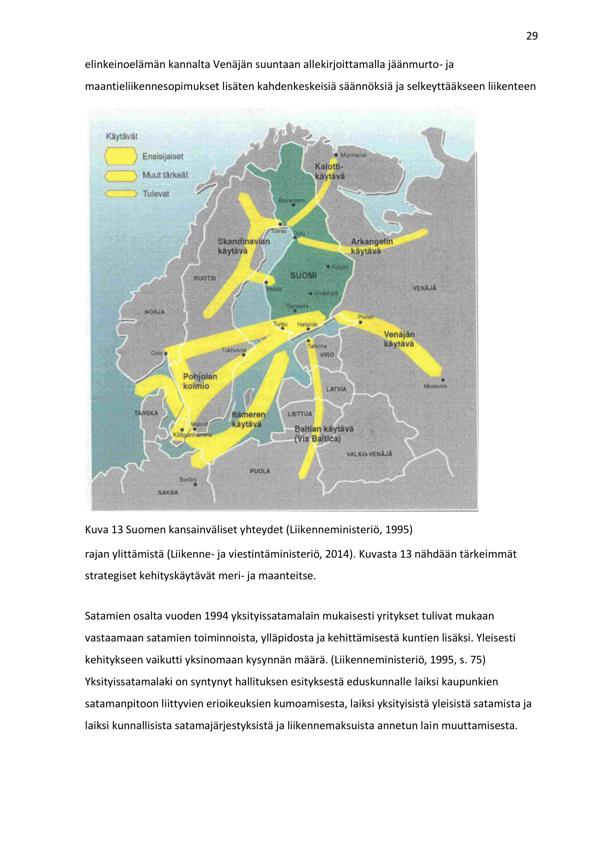 29
elinkeinoelämän kannalta Venäjän suuntaan allekirjoittamalla jäänmurto- ja
maantieliikennesopimukset lisäten kahdenkeskeisiä säännöksiä ja selkeyttääkseen liikenteen
Käytävät
Ensisijaiset
Muut tärkeät
Tulevat
Murmansk
Kalotti-
käytävä
Rovaniemi
Tornio
Oulu
Skandinavian
käytävä
Arkangelin
käytävä
Kuopio
SUOMI
RUOTSI
Vaasa
Jyväskylä
VENÄJÄ
NORJA
Tampere
Turku
Helsinki
Pietari
Venäjän
käytävä
Oslo
Tukholma
Tallinna
VIRO
Pohjolan
kolmio
Moskova
LATVIA
TANSKA
Itämeren
käytävä
LIETTUA
Malmö
Kööpenhamina
Baltian käytävä
(Via Baltica)
VALKO-VENÄJÄ
PUOLA
Berliini
SAKSA
Kuva 13 Suomen kansainväliset yhteydet (Liikenneministeriö, 1995)
rajan ylittämistä (Liikenne- ja viestintäministeriö, 2014). Kuvasta 13 nähdään tärkeimmät
strategiset kehityskäytävät meri- ja maanteitse.
Satamien osalta vuoden 1994 yksityissatamalain mukaisesti yritykset tulivat mukaan
vastaamaan satamien toiminnoista, ylläpidosta ja kehittämisestä kuntien lisäksi. Yleisesti
kehitykseen vaikutti yksinomaan kysynnän määrä. (Liikenneministeriö, 1995, s. 75)
Yksityissatamalaki on syntynyt hallituksen esityksestä eduskunnalle laiksi kaupunkien
satamanpitoon liittyvien erioikeuksien kumoamisesta, laiksi yksityisistä yleisistä satamista ja
laiksi kunnallisista satamajärjestyksistä ja liikennemaksuista annetun lain muuttamisesta.